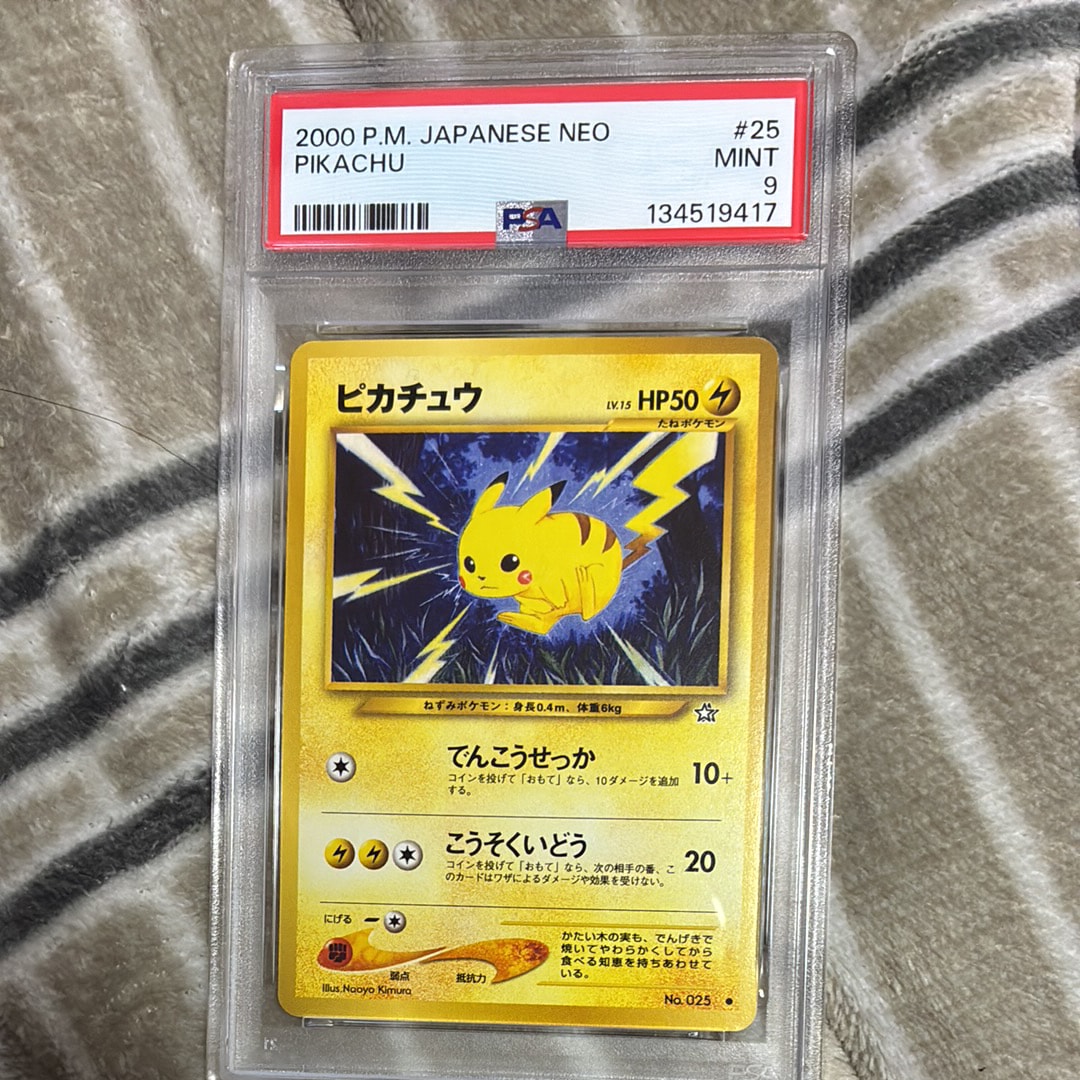 2000 P.M. JAPANESE NEO #25
PIKACHU MINT
9
PSA 134519417
ピカチュウ LV.15 HP50
たねポケモン
ねずみポケモン：身長0.4m、体重6kg
でんこうせっか 10+
コインを投げて「おもて」なら、10ダメージを追加
する。
こうそくいどう 20
コインを投げて「おもて」なら、次の相手の番、こ
のカードはワザによるダメージや効果を受けない。
にげる
かたい木の実も、でんげきで
焼いてやわらかくしてから
食べる知恵を持ちあわせて
いる。
弱点 抵抗力
Illus.Naoyo Kimura
No.025
PSA